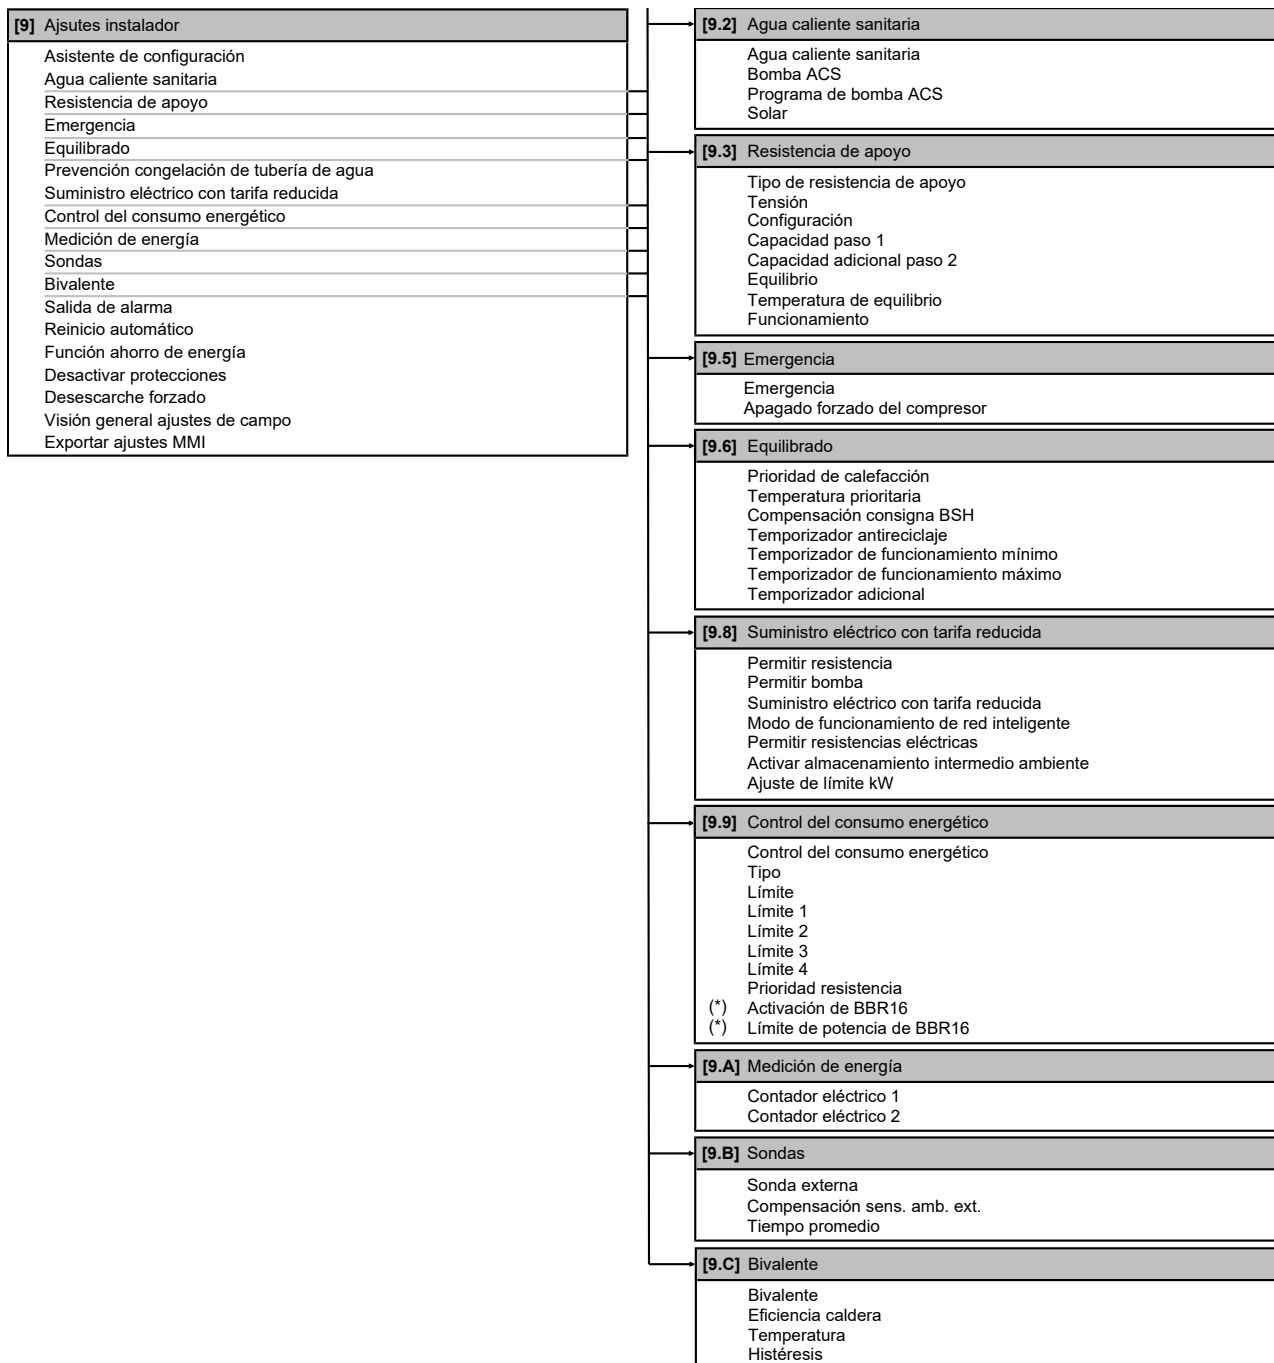 [9] Ajsutes instalador
Asistente de configuración
Agua caliente sanitaria
Resistencia de apoyo
Emergencia
Equilibrado
Prevención congelación de tubería de agua
Suministro eléctrico con tarifa reducida
Control del consumo energético
Medición de energía
Sondas
Bivalente
Salida de alarma
Reinicio automático
Función ahorro de energía
Desactivar protecciones
Desescarche forzado
Visión general ajustes de campo
Exportar ajustes MMI
[9.2] Agua caliente sanitaria
Agua caliente sanitaria
Bomba ACS
Programa de bomba ACS
Solar
[9.3] Resistencia de apoyo
Tipo de resistencia de apoyo
Tensión
Configuración
Capacidad paso 1
Capacidad adicional paso 2
Equilibrio
Temperatura de equilibrio
Funcionamiento
[9.5] Emergencia
Emergencia
Apagado forzado del compresor
[9.6] Equilibrado
Prioridad de calefacción
Temperatura prioritaria
Compensación consigna BSH
Temporizador antireciclaje
Temporizador de funcionamiento mínimo
Temporizador de funcionamiento máximo
Temporizador adicional
[9.8] Suministro eléctrico con tarifa reducida
Permitir resistencia
Permitir bomba
Suministro eléctrico con tarifa reducida
Modo de funcionamiento de red inteligente
Permitir resistencias eléctricas
Activar almacenamiento intermedio ambiente
Ajuste de límite kW
[9.9] Control del consumo energético
Control del consumo energético
Tipo
Límite
Límite 1
Límite 2
Límite 3
Límite 4
Prioridad resistencia
(*) Activación de BBR16
(*) Límite de potencia de BBR16
[9.A] Medición de energía
Contador eléctrico 1
Contador eléctrico 2
[9.B] Sondas
Sonda externa
Compensación sens. amb. ext.
Tiempo promedio
[9.C] Bivalente
Bivalente
Eficiencia caldera
Temperatura
Histéresis